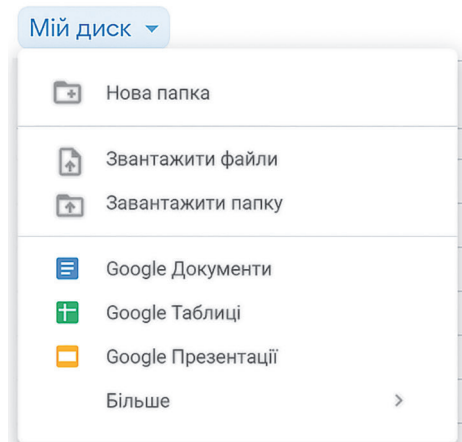 Мій диск
Нова папка
Звантажити файли
Завантажити папку
Google Документи
Google Таблиці
Google Презентації
Більше